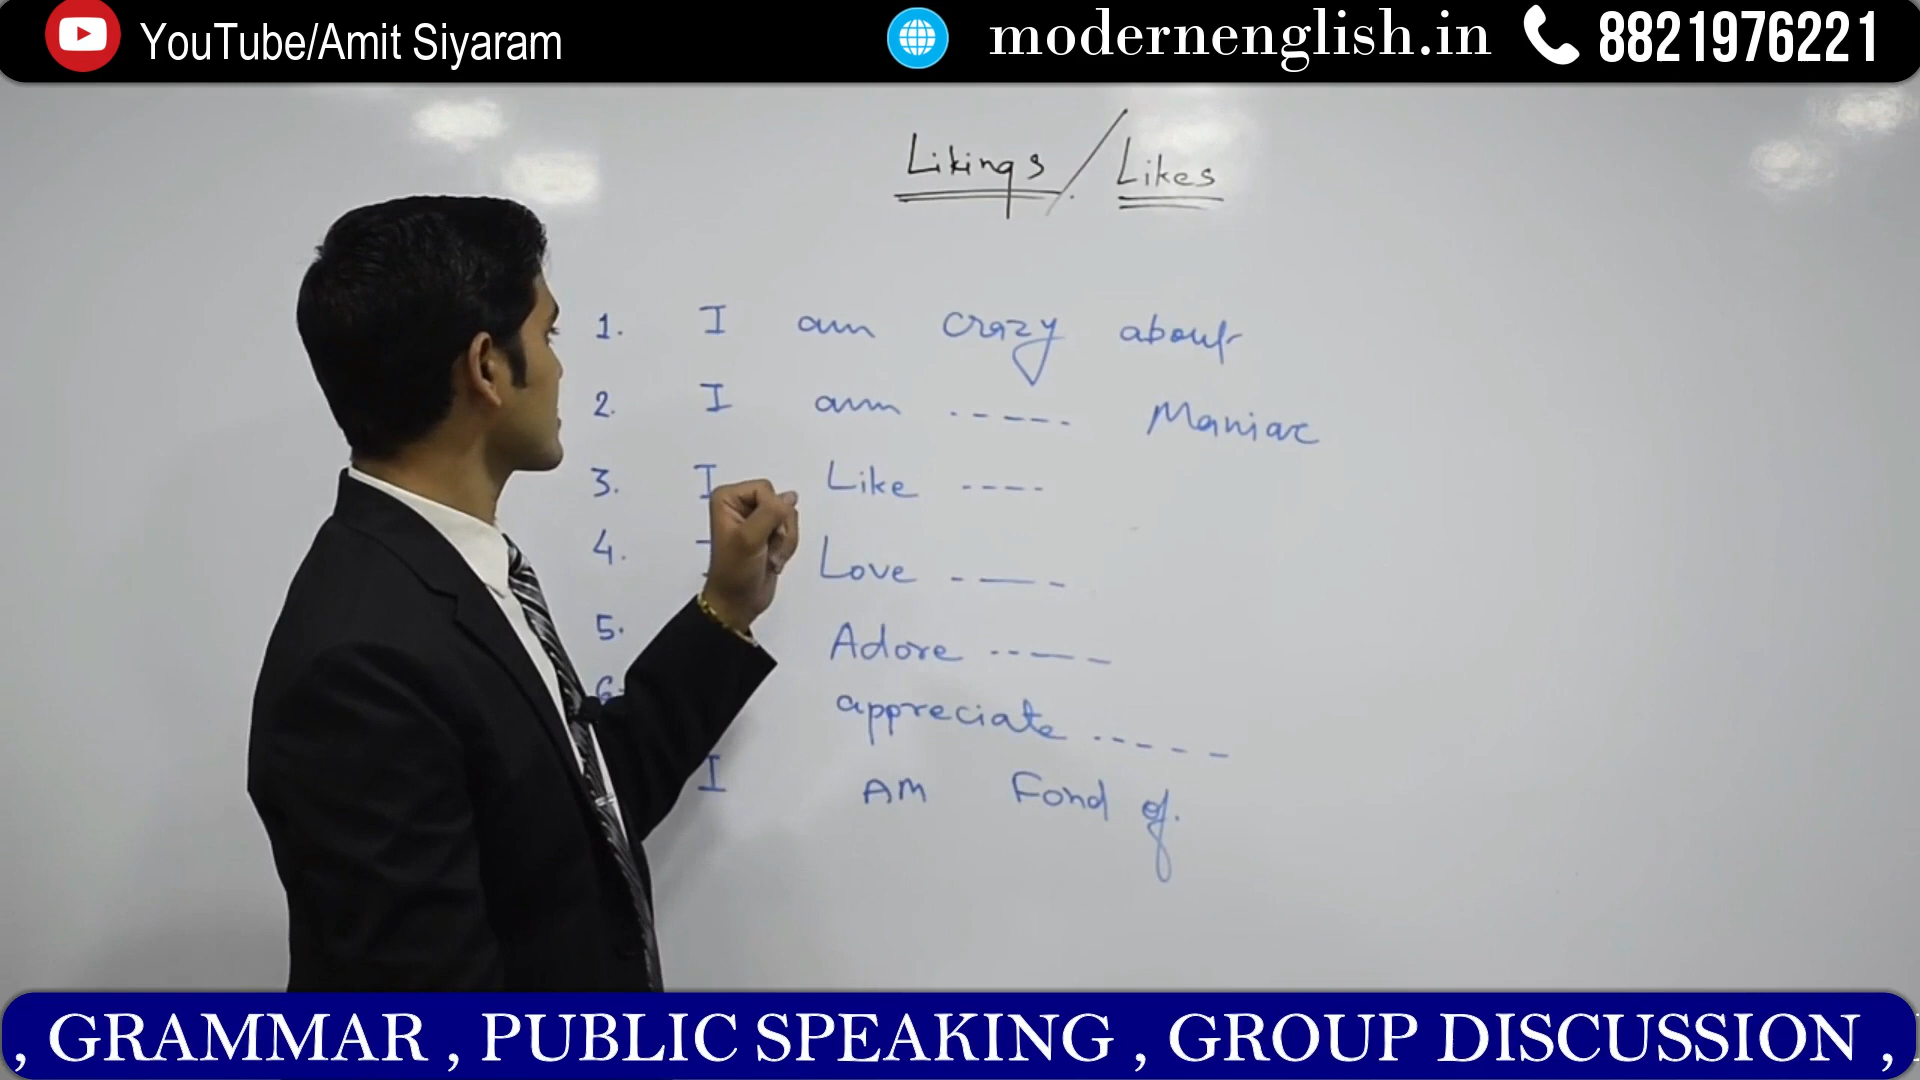 YouTube/Amit Siyaram
modernenglish.in 8821976221
Likings / Likes
1. I am crazy about
2. I am ----- Maniac
3. I Like ----
4. Love ----
5. Adore -----
6. appreciate -----
I AM Fond of.
, GRAMMAR , PUBLIC SPEAKING , GROUP DISCUSSION ,